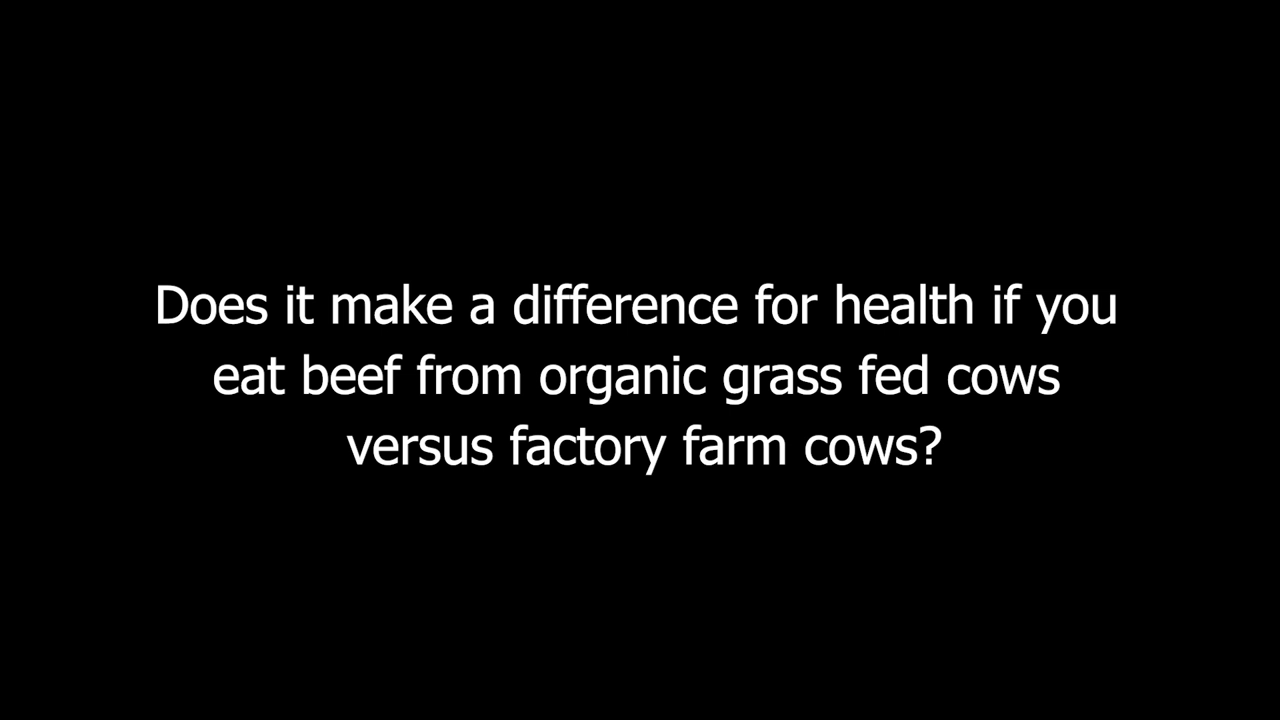 Does it make a difference for health if you
eat beef from organic grass fed cows
versus factory farm cows?